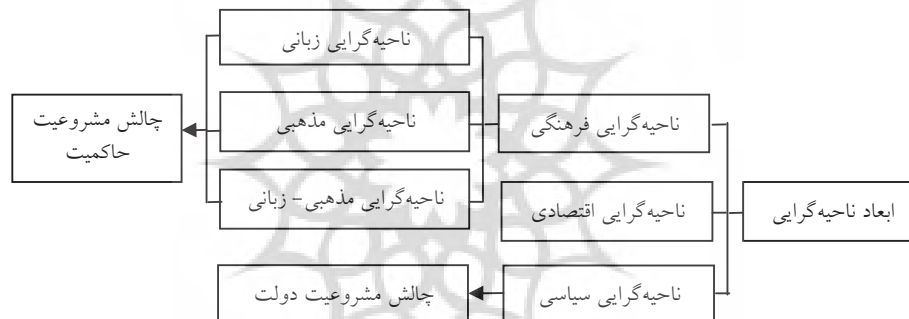 ابعاد ناحیه‌گرایی
ناحیه‌گرایی فرهنگی
ناحیه‌گرایی اقتصادی
ناحیه‌گرایی سیاسی
ناحیه‌گرایی زبانی
ناحیه‌گرایی مذهبی
ناحیه‌گرایی مذهبی- زبانی
چالش مشروعیت دولت
چالش مشروعیت
حاکمیت